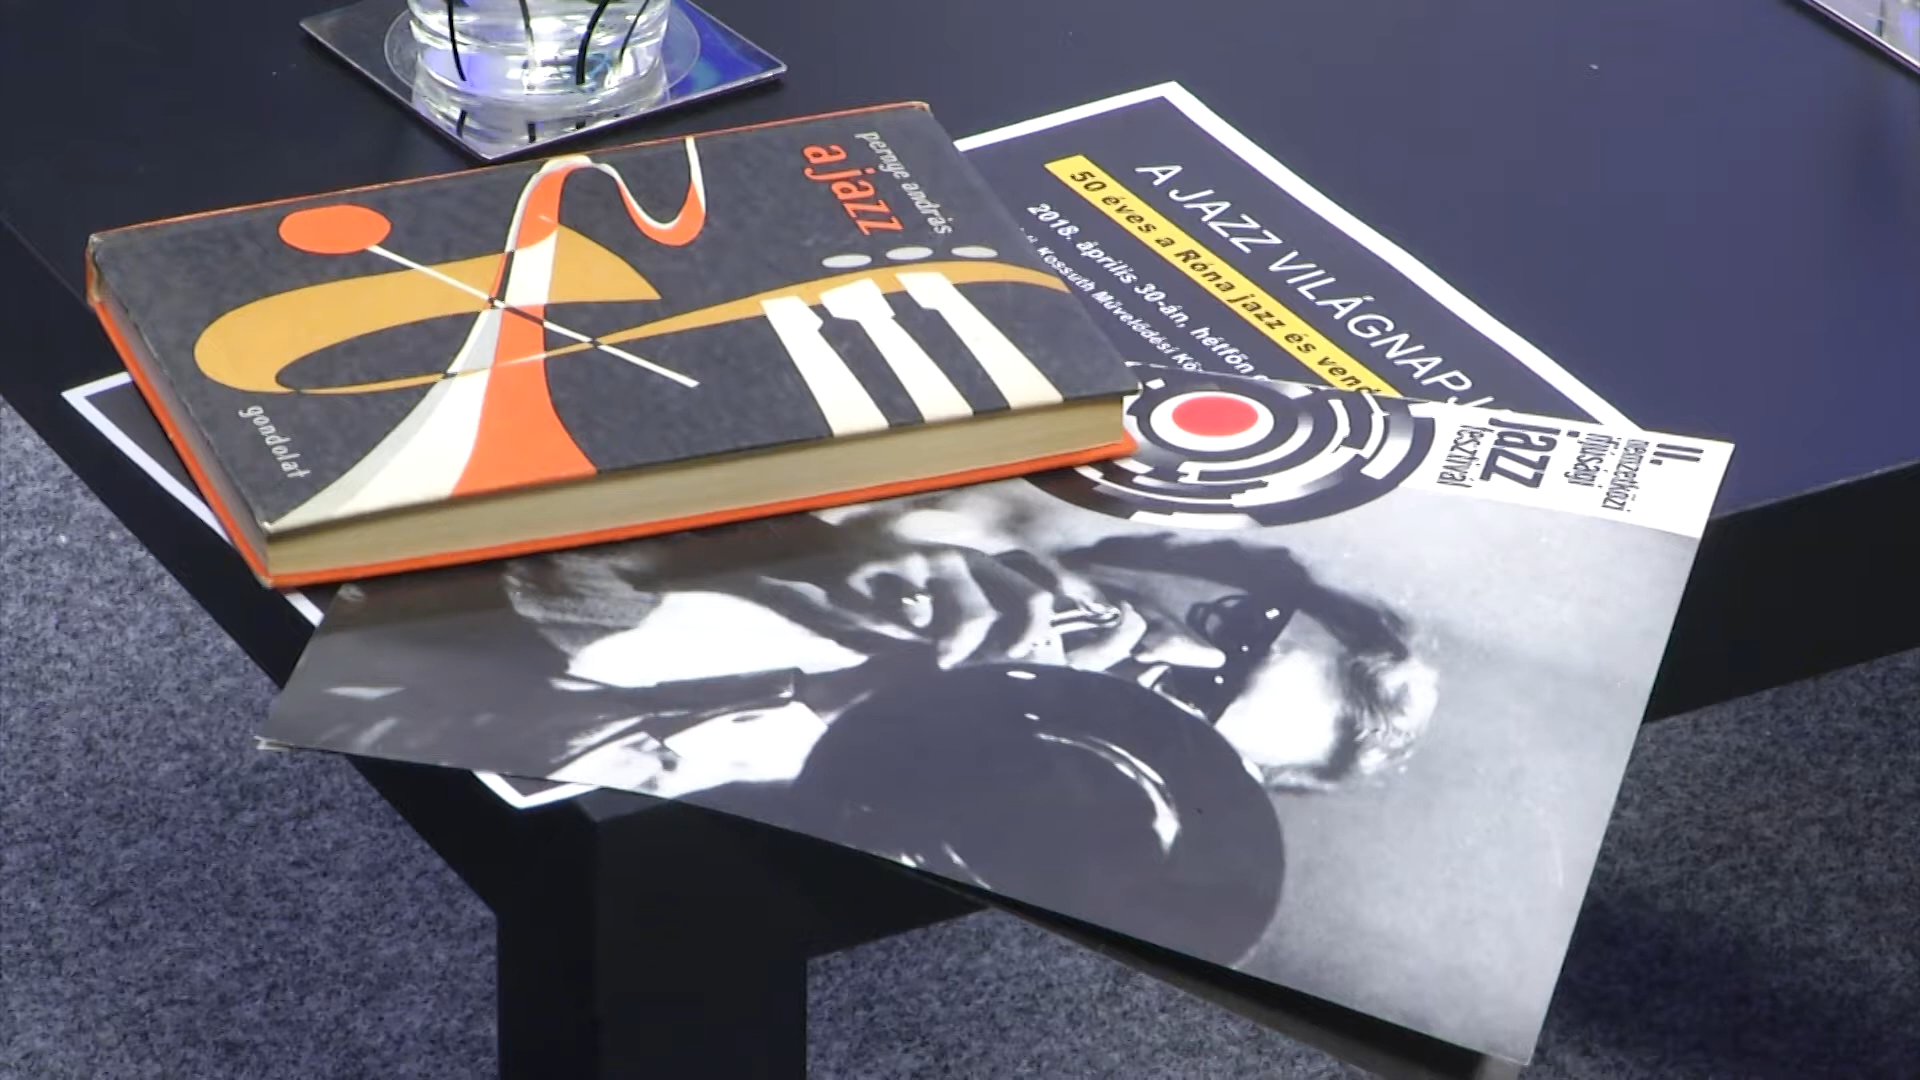 pernye andrás
a jazz
gondolat
A JAZZ VILÁGNAPJ
50 éves a Róna jazz és vend
2018. április 30-án, hétfőn
Kossuth Művelődési Kö
II.
nemzetközi
ifjúsági
jazz
fesztivál